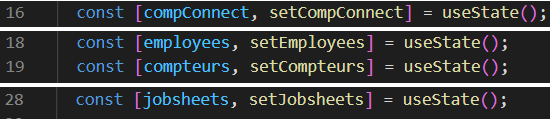 16 const [compConnect, setCompConnect] = useState();
18 const [employees, setEmployees] = useState();
19 const [compteurs, setCompteurs] = useState();
28 const [jobsheets, setJobsheets] = useState();